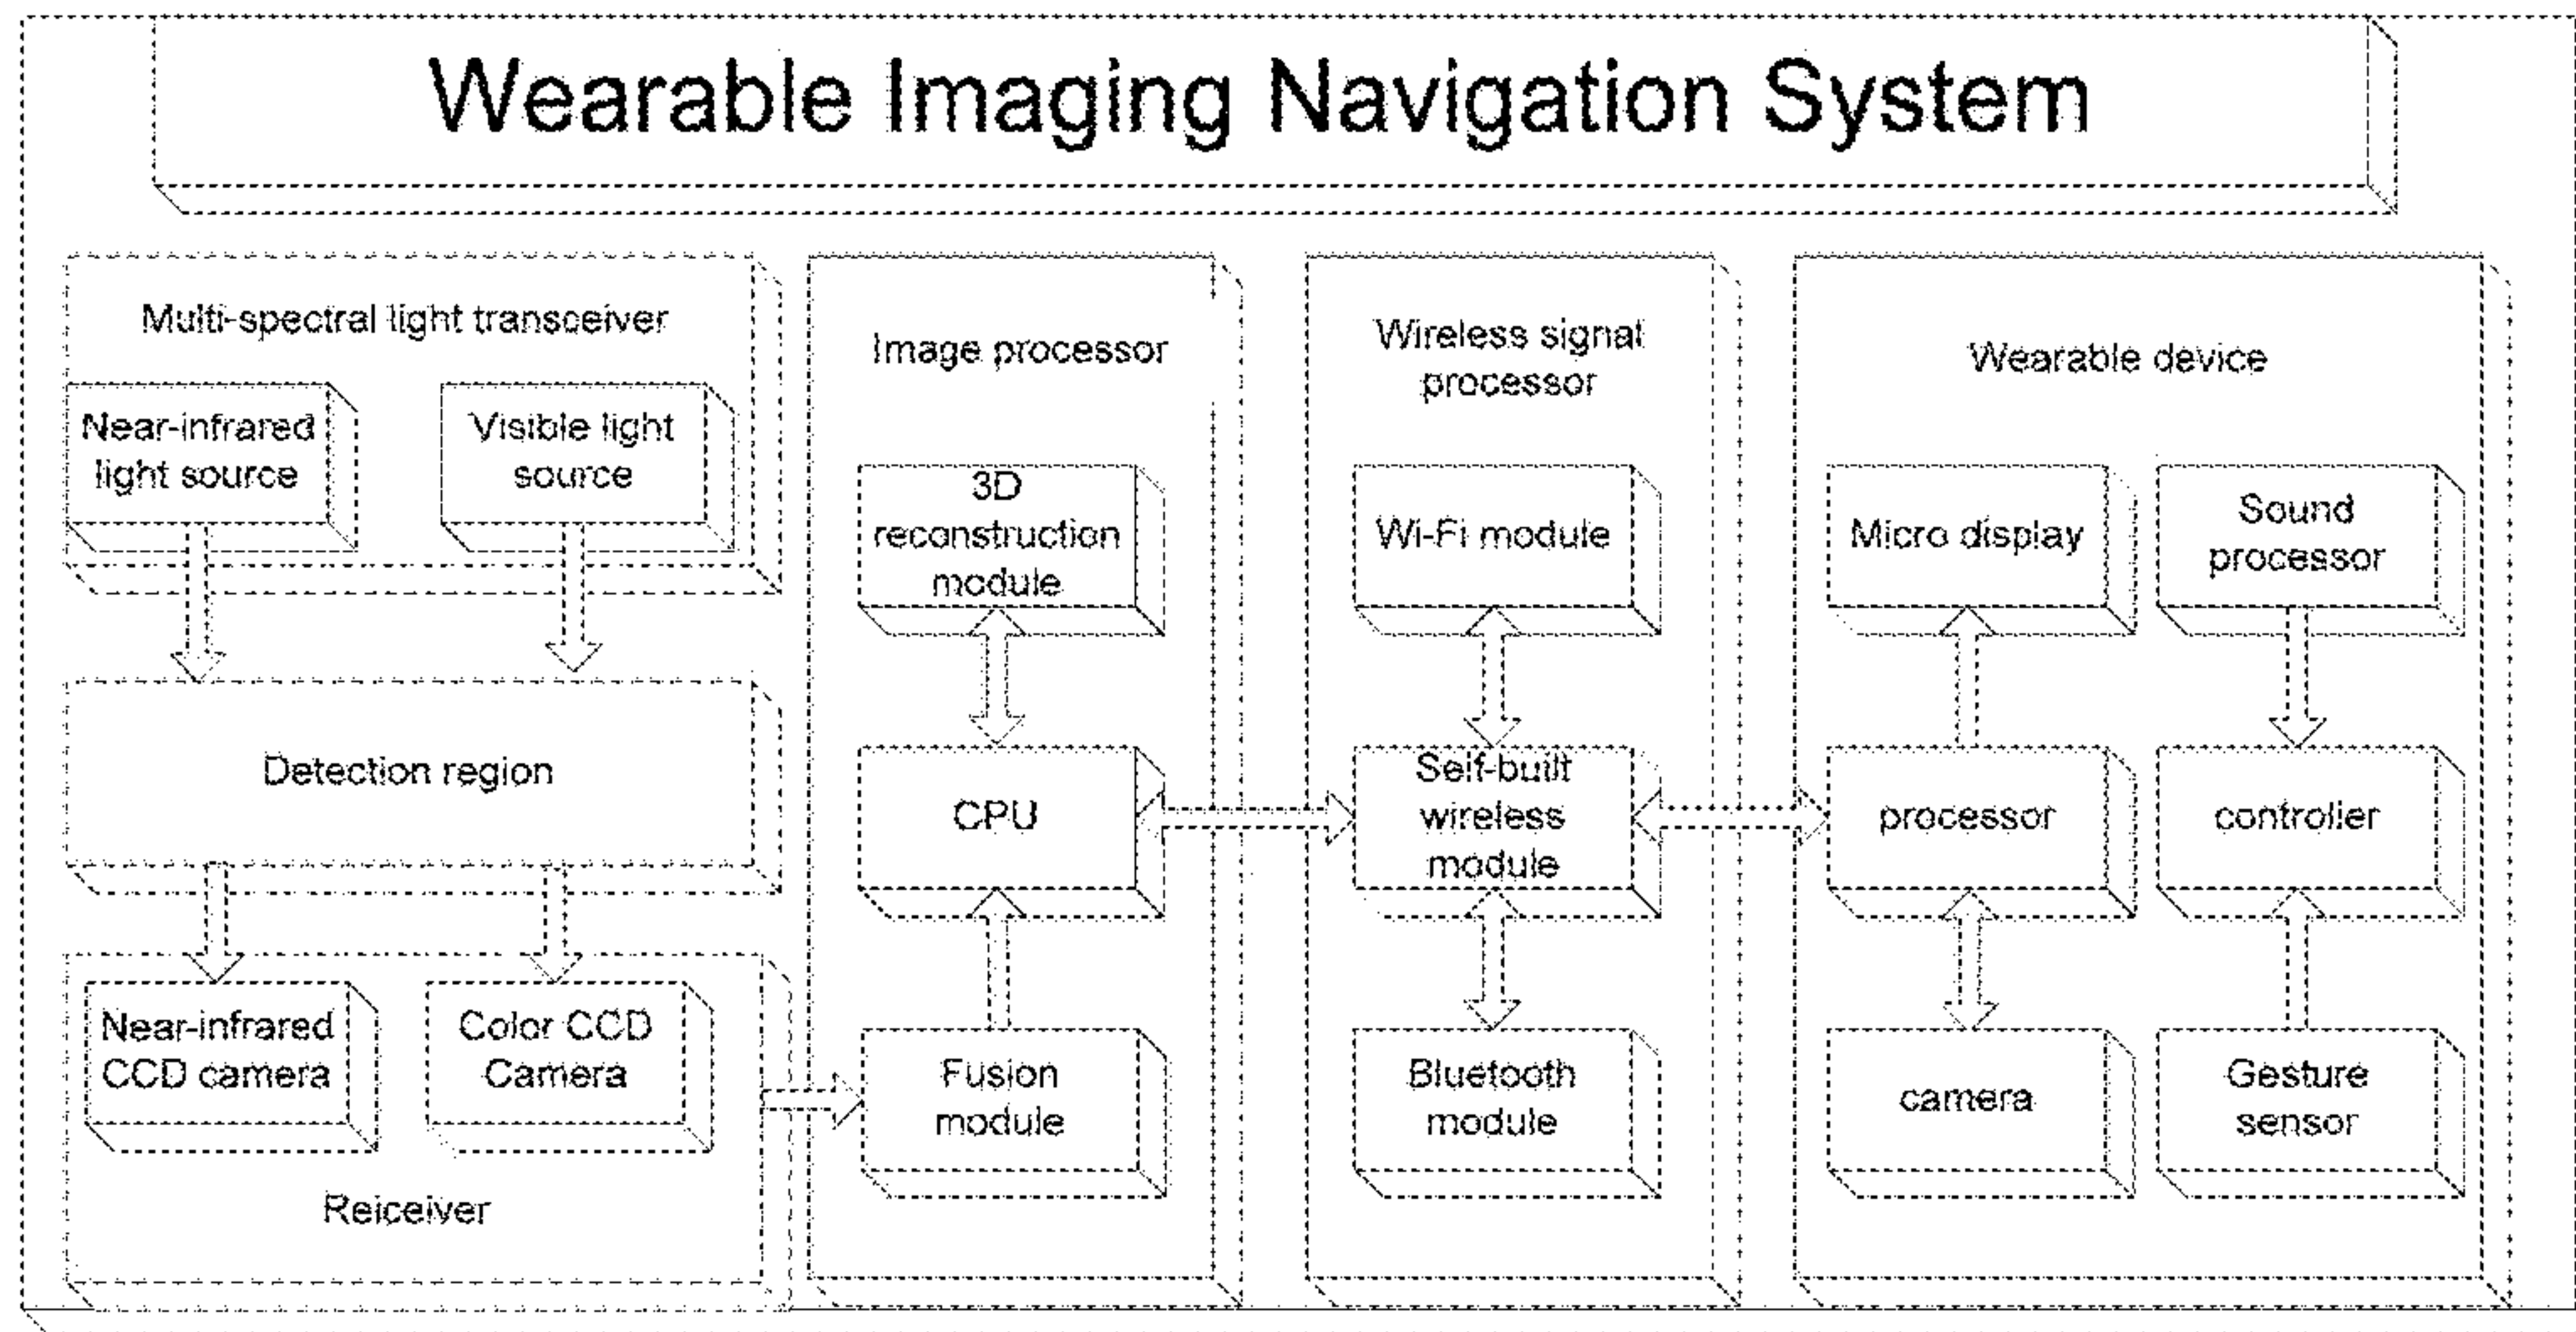 Wearable Imaging Navigation System
Multi-spectral light transceiver
Near-infrared
light source
Visible light
source
Detection region
Near-infrared
CCD camera
Color CCD
Camera
Reiceiver
Image processor
3D
reconstruction
module
CPU
Fusion
module
Wireless signal
processor
Wi-Fi module
Self-built
wireless
module
Bluetooth
module
Wearable device
Micro display
Sound
processor
processor
controller
camera
Gesture
sensor